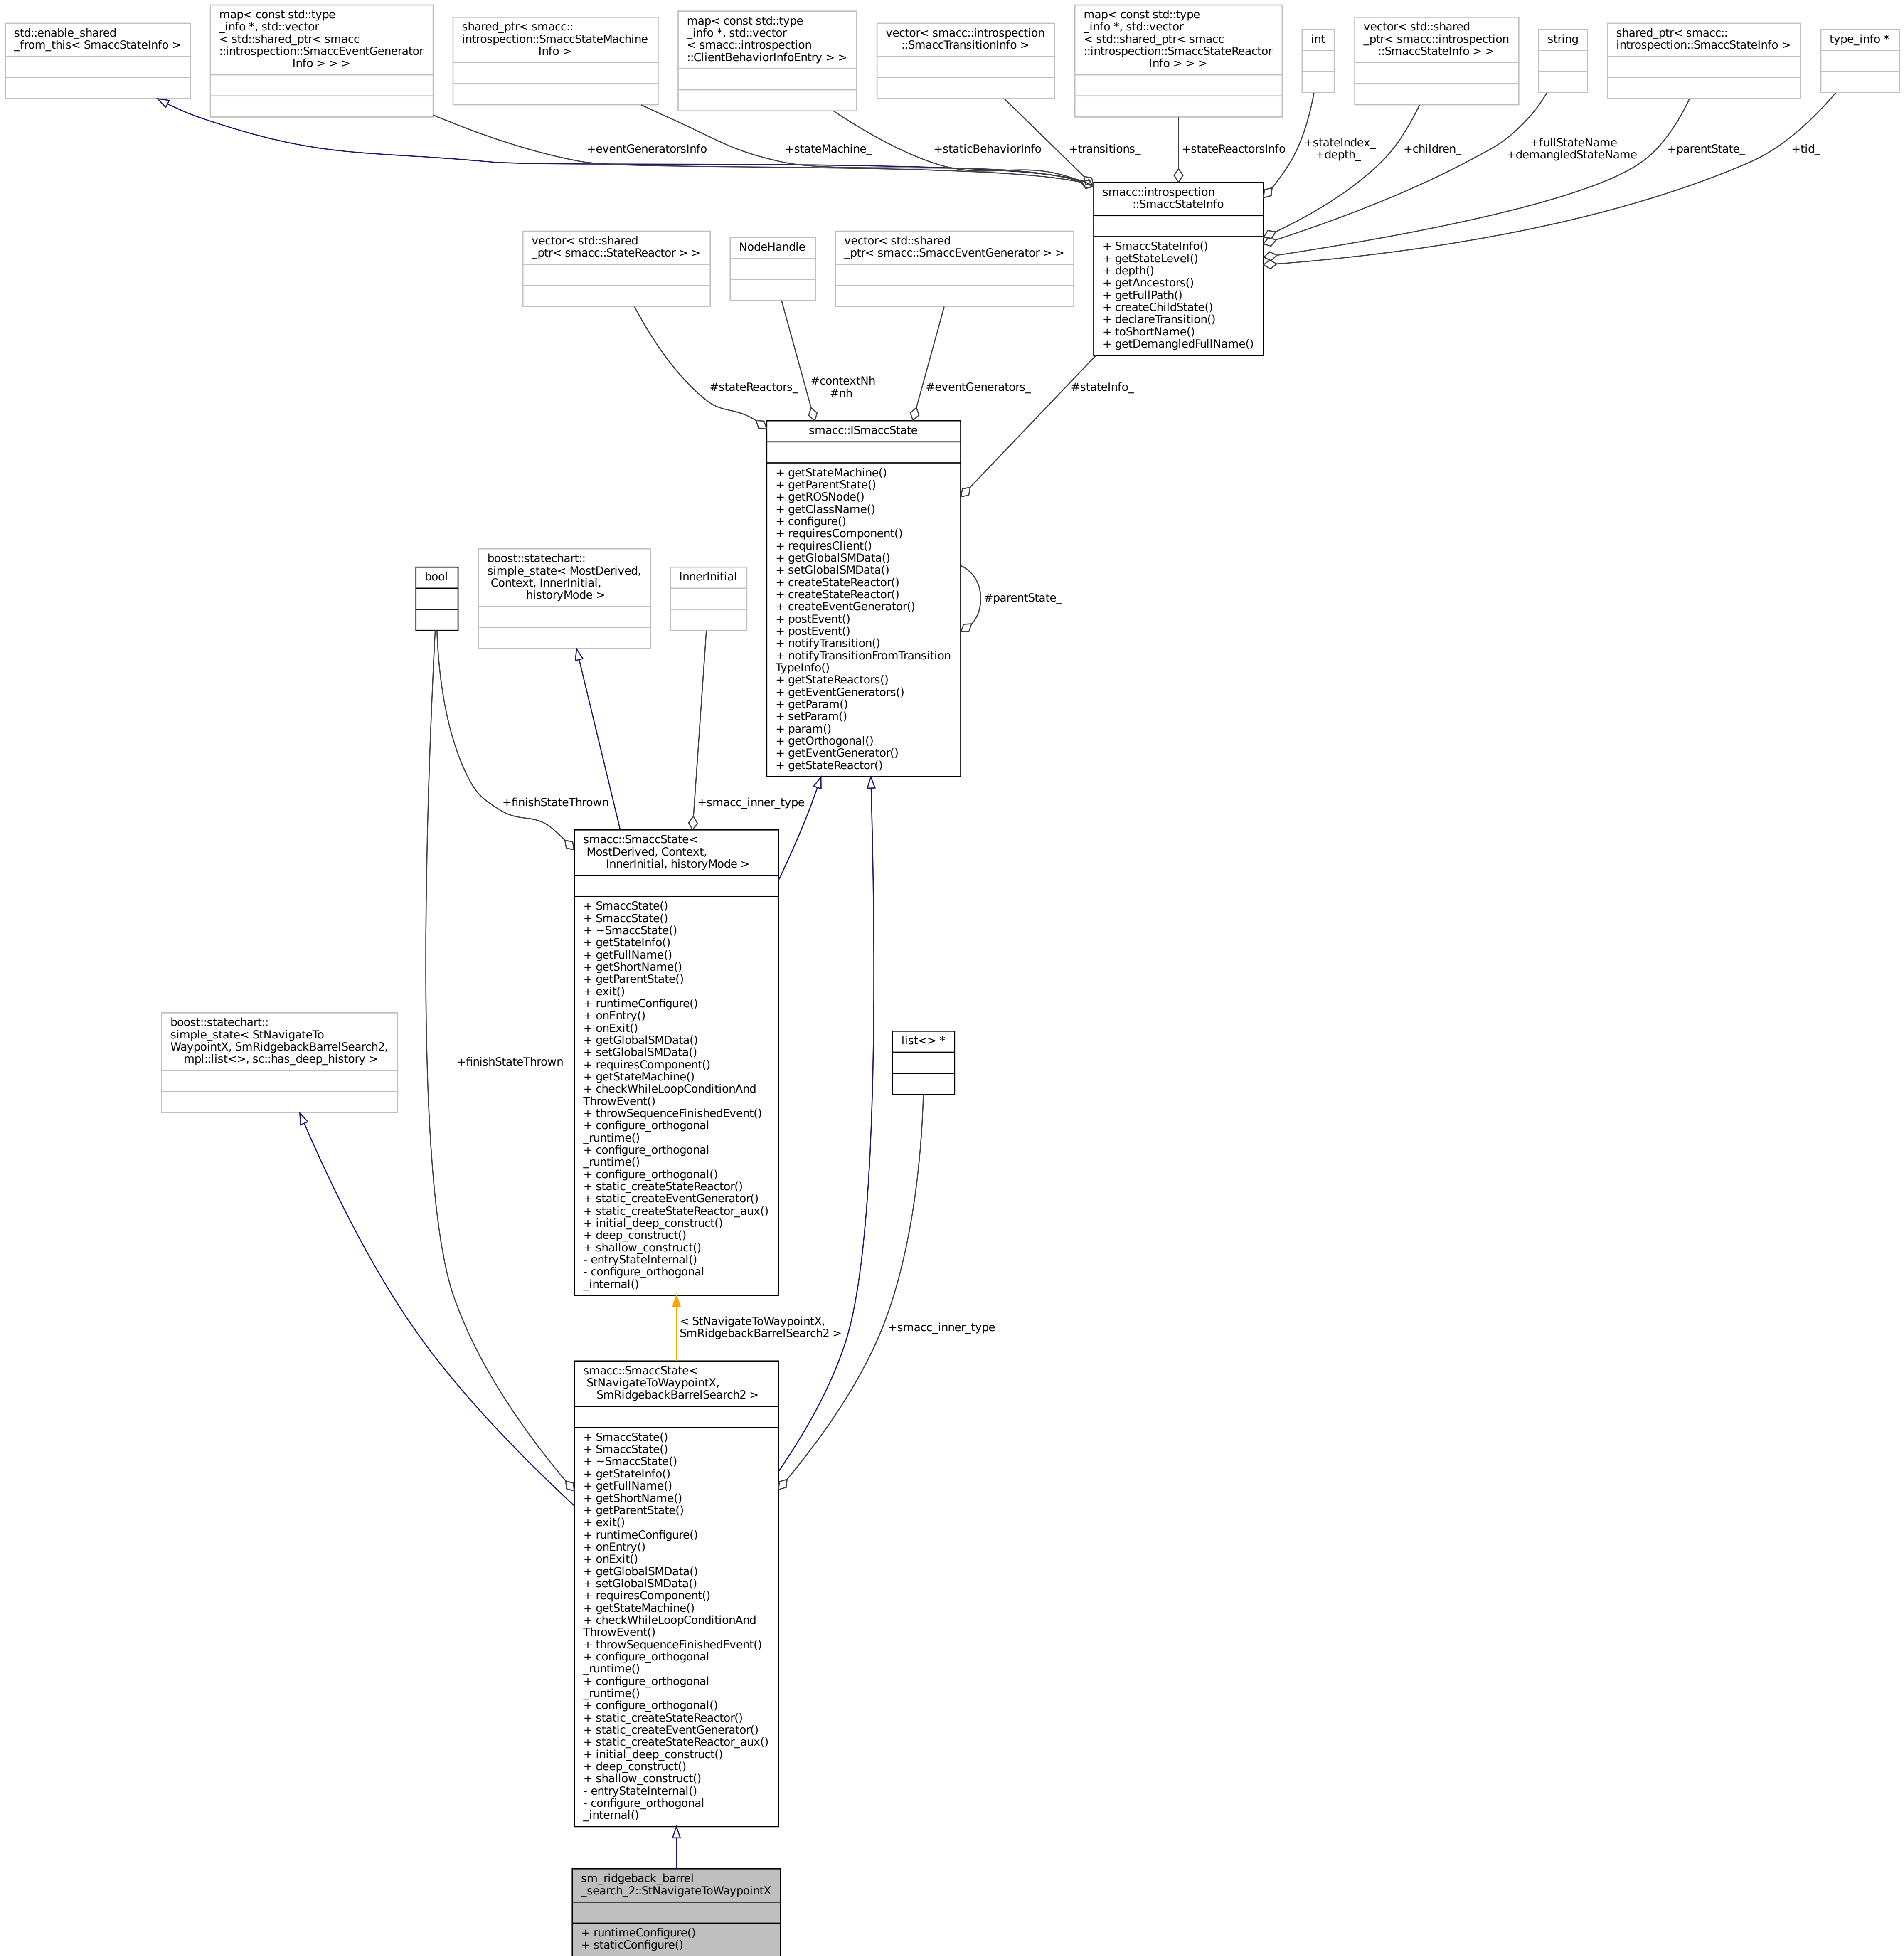 std::enable_shared
_from_this< SmaccStateInfo >
map< const std::type
_info *, std::vector
< std::shared_ptr< smacc
::introspection::SmaccEventGenerator
Info > > >
shared_ptr< smacc::
introspection::SmaccStateMachine
Info >
map< const std::type
_info *, std::vector
< smacc::introspection
::ClientBehaviorInfoEntry > >
vector< smacc::introspection
::SmaccTransitionInfo >
map< const std::type
_info *, std::vector
< std::shared_ptr< smacc
::introspection::SmaccStateReactor
Info > > >
int
vector< std::shared
_ptr< smacc::introspection
::SmaccStateInfo > >
string
shared_ptr< smacc::
introspection::SmaccStateInfo >
type_info *
+eventGeneratorsInfo
+stateMachine_
+staticBehaviorInfo
+transitions_
+stateReactorsInfo
+stateIndex_
+depth_
+children_
+fullStateName
+demangledStateName
+parentState_
+tid_
smacc::introspection
::SmaccStateInfo
+ SmaccStateInfo()
+ getStateLevel()
+ depth()
+ getAncestors()
+ getFullPath()
+ createChildState()
+ declareTransition()
+ toShortName()
+ getDemangledFullName()
vector< std::shared
_ptr< smacc::StateReactor > >
NodeHandle
vector< std::shared
_ptr< smacc::SmaccEventGenerator > >
#stateReactors_
#contextNh
#nh
#eventGenerators_
#stateInfo_
smacc::ISmaccState
+ getStateMachine()
+ getParentState()
+ getROSNode()
+ getClassName()
+ configure()
+ requiresComponent()
+ requiresClient()
+ getGlobalSMData()
+ setGlobalSMData()
+ createStateReactor()
+ createStateReactor()
+ createEventGenerator()
+ postEvent()
+ postEvent()
+ notifyTransition()
+ notifyTransitionFromTransition
TypeInfo()
+ getStateReactors()
+ getEventGenerators()
+ getParam()
+ setParam()
+ param()
+ getOrthogonal()
+ getEventGenerator()
+ getStateReactor()
#parentState_
bool
boost::statechart::
simple_state< MostDerived,
Context, InnerInitial,
historyMode >
InnerInitial
+finishStateThrown
+smacc_inner_type
smacc::SmaccState<
MostDerived, Context,
InnerInitial, historyMode >
+ SmaccState()
+ SmaccState()
+ ~SmaccState()
+ getStateInfo()
+ getFullName()
+ getShortName()
+ getParentState()
+ exit()
+ runtimeConfigure()
+ onEntry()
+ onExit()
+ getGlobalSMData()
+ setGlobalSMData()
+ requiresComponent()
+ getStateMachine()
+ checkWhileLoopConditionAnd
ThrowEvent()
+ throwSequenceFinishedEvent()
+ configure_orthogonal
_runtime()
+ configure_orthogonal
_runtime()
+ configure_orthogonal()
+ static_createStateReactor()
+ static_createEventGenerator()
+ static_createStateReactor_aux()
+ initial_deep_construct()
+ deep_construct()
+ shallow_construct()
- entryStateInternal()
- configure_orthogonal
_internal()
boost::statechart::
simple_state< StNavigateTo
WaypointX, SmRidgebackBarrelSearch2,
mpl::list<>, sc::has_deep_history >
+finishStateThrown
list<> *
< StNavigateToWaypointX,
SmRidgebackBarrelSearch2 >
+smacc_inner_type
smacc::SmaccState<
StNavigateToWaypointX,
SmRidgebackBarrelSearch2 >
+ SmaccState()
+ SmaccState()
+ ~SmaccState()
+ getStateInfo()
+ getFullName()
+ getShortName()
+ getParentState()
+ exit()
+ runtimeConfigure()
+ onEntry()
+ onExit()
+ getGlobalSMData()
+ setGlobalSMData()
+ requiresComponent()
+ getStateMachine()
+ checkWhileLoopConditionAnd
ThrowEvent()
+ throwSequenceFinishedEvent()
+ configure_orthogonal
_runtime()
+ configure_orthogonal
_runtime()
+ configure_orthogonal()
+ static_createStateReactor()
+ static_createEventGenerator()
+ static_createStateReactor_aux()
+ initial_deep_construct()
+ deep_construct()
+ shallow_construct()
- entryStateInternal()
- configure_orthogonal
_internal()
sm_ridgeback_barrel
_search_2::StNavigateToWaypointX
+ runtimeConfigure()
+ staticConfigure()